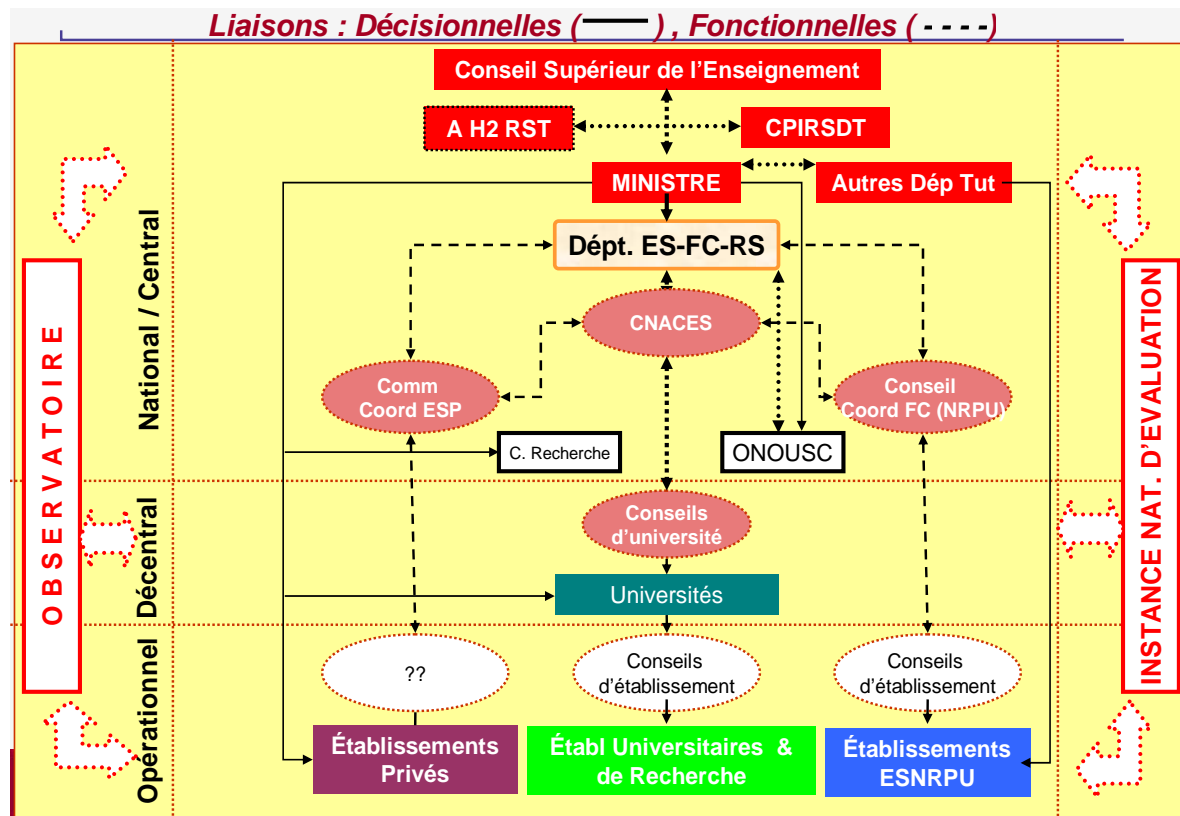 Liaisons : Décisionnelles ( ——— ) , Fonctionnelles ( - - - - )
Conseil Supérieur de l'Enseignement
A H2 RST
CPIRSDT
MINISTRE
Autres Dép Tut
Dépt. ES-FC-RS
CNACES
Comm
Coord ESP
Conseil
Coord FC (NRPU)
C. Recherche
ONOUSC
Conseils
d'université
Universités
??
Conseils
d'établissement
Conseils
d'établissement
Établissements
Privés
Établ Universitaires &
de Recherche
Établissements
ESNRPU
OBSERVATOIRE
National / Central
Décentral
Opérationnel
INSTANCE NAT. D'EVALUATION